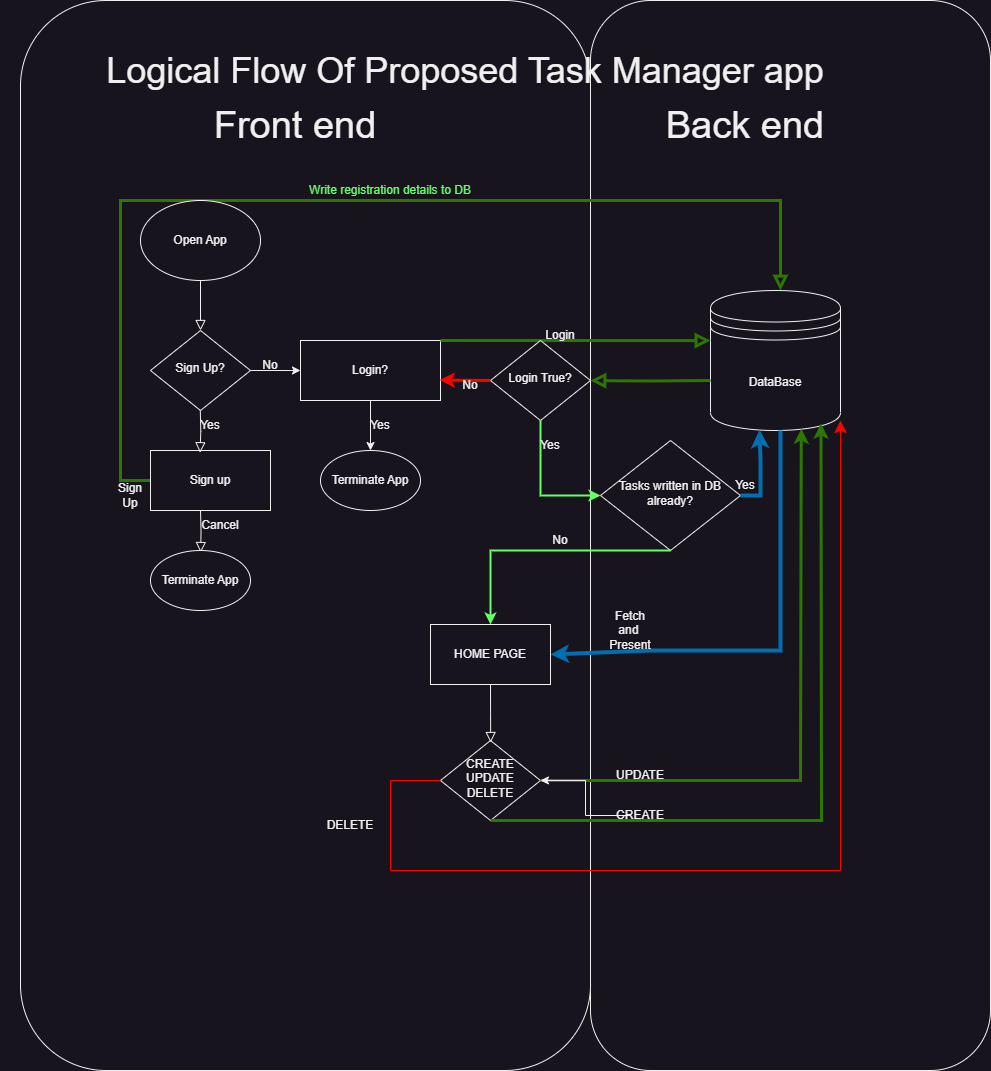 Logical Flow Of Proposed Task Manager app
Front end
Back end
Write registration details to DB
Open App
Login
Sign Up?
No
Login?
Login True?
No
DataBase
Yes
Yes
Yes
Sign up
Terminate App
Sign
Up
Tasks written in DB
already?
Yes
Cancel
No
Terminate App
Fetch
and
Present
HOME PAGE
CREATE
UPDATE
DELETE
UPDATE
CREATE
DELETE